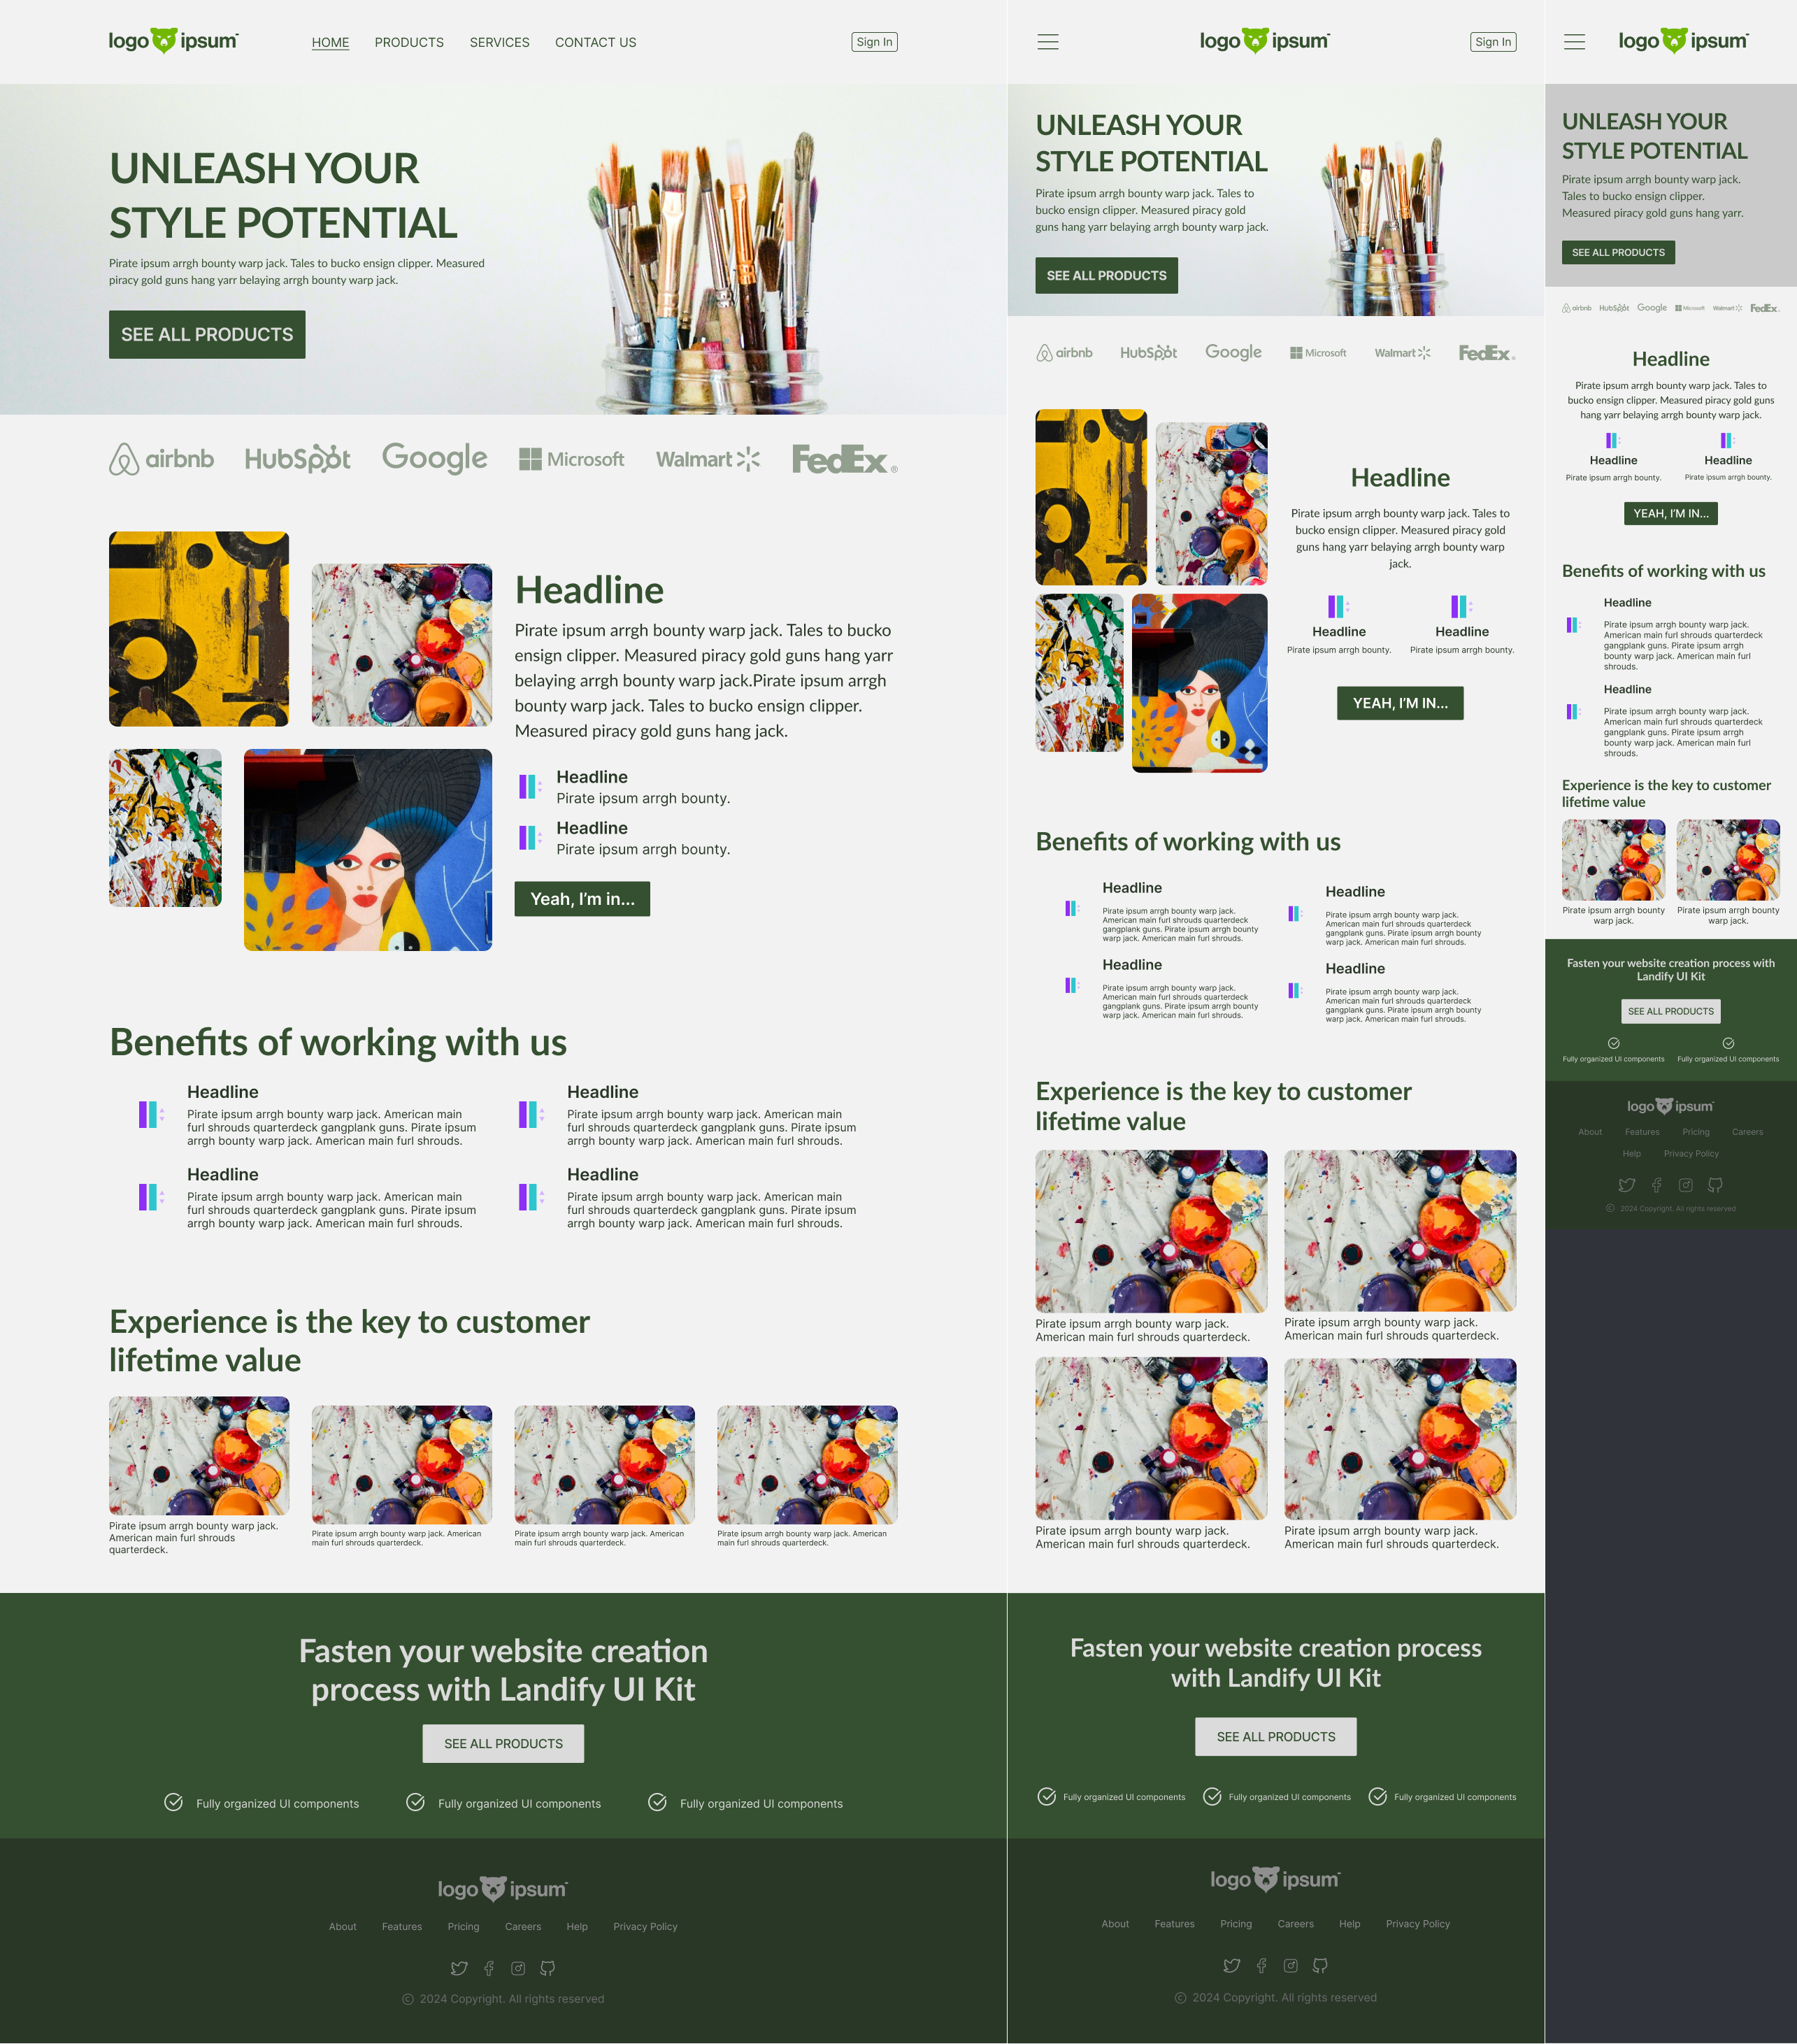 logo ipsum
HOME PRODUCTS SERVICES CONTACT US
Sign In
UNLEASH YOUR
STYLE POTENTIAL
Pirate ipsum arrgh bounty warp jack. Tales to bucko ensign clipper. Measured
piracy gold guns hang yarr belaying arrgh bounty warp jack.
SEE ALL PRODUCTS
airbnb HubSpot Google Microsoft Walmart FedEx ®
Headline
Pirate ipsum arrgh bounty warp jack. Tales to bucko
ensign clipper. Measured piracy gold guns hang yarr
belaying arrgh bounty warp jack.Pirate ipsum arrgh
bounty warp jack. Tales to bucko ensign clipper.
Measured piracy gold guns hang jack.
Headline
Pirate ipsum arrgh bounty.
Headline
Pirate ipsum arrgh bounty.
Yeah, I'm in...
Benefits of working with us
Headline
Pirate ipsum arrgh bounty warp jack. American main
furl shrouds quarterdeck gangplank guns. Pirate ipsum
arrgh bounty warp jack. American main furl shrouds.
Headline
Pirate ipsum arrgh bounty warp jack. American main
furl shrouds quarterdeck gangplank guns. Pirate ipsum
arrgh bounty warp jack. American main furl shrouds.
Headline
Pirate ipsum arrgh bounty warp jack. American main
furl shrouds quarterdeck gangplank guns. Pirate ipsum
arrgh bounty warp jack. American main furl shrouds.
Headline
Pirate ipsum arrgh bounty warp jack. American main
furl shrouds quarterdeck gangplank guns. Pirate ipsum
arrgh bounty warp jack. American main furl shrouds.
Experience is the key to customer
lifetime value
Pirate ipsum arrgh bounty warp jack.
American main furl shrouds
quarterdeck.
Pirate ipsum arrgh bounty warp jack. American
main furl shrouds quarterdeck.
Pirate ipsum arrgh bounty warp jack. American
main furl shrouds quarterdeck.
Pirate ipsum arrgh bounty warp jack. American
main furl shrouds quarterdeck.
Fasten your website creation
process with Landify UI Kit
SEE ALL PRODUCTS
Fully organized UI components
Fully organized UI components
Fully organized UI components
logo ipsum
About Features Pricing Careers Help Privacy Policy
© 2024 Copyright. All rights reserved
logo ipsum
Sign In
UNLEASH YOUR
STYLE POTENTIAL
Pirate ipsum arrgh bounty warp jack. Tales to
bucko ensign clipper. Measured piracy gold
guns hang yarr belaying arrgh bounty warp jack.
SEE ALL PRODUCTS
airbnb HubSpot Google Microsoft Walmart FedEx ®
Headline
Pirate ipsum arrgh bounty warp jack. Tales to
bucko ensign clipper. Measured piracy gold
guns hang yarr belaying arrgh bounty warp
jack.
Headline
Pirate ipsum arrgh bounty.
Headline
Pirate ipsum arrgh bounty.
YEAH, I'M IN...
Benefits of working with us
Headline
Pirate ipsum arrgh bounty warp jack.
American main furl shrouds quarterdeck
gangplank guns. Pirate ipsum arrgh bounty
warp jack. American main furl shrouds.
Headline
Pirate ipsum arrgh bounty warp jack.
American main furl shrouds quarterdeck
gangplank guns. Pirate ipsum arrgh bounty
warp jack. American main furl shrouds.
Headline
Pirate ipsum arrgh bounty warp jack.
American main furl shrouds quarterdeck
gangplank guns. Pirate ipsum arrgh bounty
warp jack. American main furl shrouds.
Headline
Pirate ipsum arrgh bounty warp jack.
American main furl shrouds quarterdeck
gangplank guns. Pirate ipsum arrgh bounty
warp jack. American main furl shrouds.
Experience is the key to customer
lifetime value
Pirate ipsum arrgh bounty warp jack.
American main furl shrouds quarterdeck.
Pirate ipsum arrgh bounty warp jack.
American main furl shrouds quarterdeck.
Pirate ipsum arrgh bounty warp jack.
American main furl shrouds quarterdeck.
Pirate ipsum arrgh bounty warp jack.
American main furl shrouds quarterdeck.
Fasten your website creation process
with Landify UI Kit
SEE ALL PRODUCTS
Fully organized UI components
Fully organized UI components
Fully organized UI components
logo ipsum
About Features Pricing Careers Help Privacy Policy
© 2024 Copyright. All rights reserved
logo ipsum
UNLEASH YOUR
STYLE POTENTIAL
Pirate ipsum arrgh bounty warp jack.
Tales to bucko ensign clipper.
Measured piracy gold guns hang yarr.
SEE ALL PRODUCTS
airbnb HubSpot Google Microsoft Walmart FedEx
Headline
Pirate ipsum arrgh bounty warp jack. Tales to
bucko ensign clipper. Measured piracy gold guns
hang yarr belaying arrgh bounty warp jack.
Headline
Pirate ipsum arrgh bounty.
Headline
Pirate ipsum arrgh bounty.
YEAH, I'M IN...
Benefits of working with us
Headline
Pirate ipsum arrgh bounty warp jack.
American main furl shrouds quarterdeck
gangplank guns. Pirate ipsum arrgh
bounty warp jack. American main furl
shrouds.
Headline
Pirate ipsum arrgh bounty warp jack.
American main furl shrouds quarterdeck
gangplank guns. Pirate ipsum arrgh
bounty warp jack. American main furl
shrouds.
Experience is the key to customer
lifetime value
Pirate ipsum arrgh bounty
warp jack.
Pirate ipsum arrgh bounty
warp jack.
Fasten your website creation process with
Landify UI Kit
SEE ALL PRODUCTS
Fully organized UI components
Fully organized UI components
logo ipsum
About Features Pricing Careers
Help Privacy Policy
© 2024 Copyright. All rights reserved